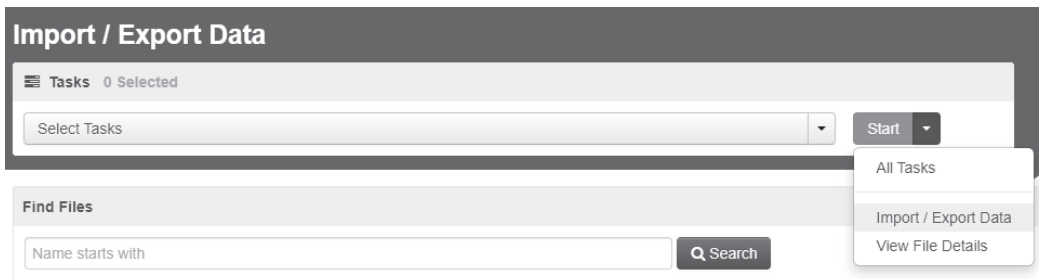 Import / Export Data
Tasks 0 Selected
Select Tasks
Start
All Tasks
Import / Export Data
View File Details
Find Files
Name starts with
Search